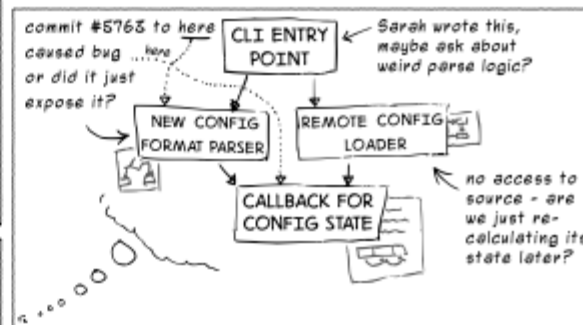 commit #5763 to here
caused bug here
or did it just
expose it?
CLI ENTRY
POINT
Sarah wrote this,
maybe ask about
weird parse logic?
NEW CONFIG
FORMAT PARSER
REMOTE CONFIG
LOADER
CALLBACK FOR
CONFIG STATE
no access to
source - are
we just re-
calculating its
state later?